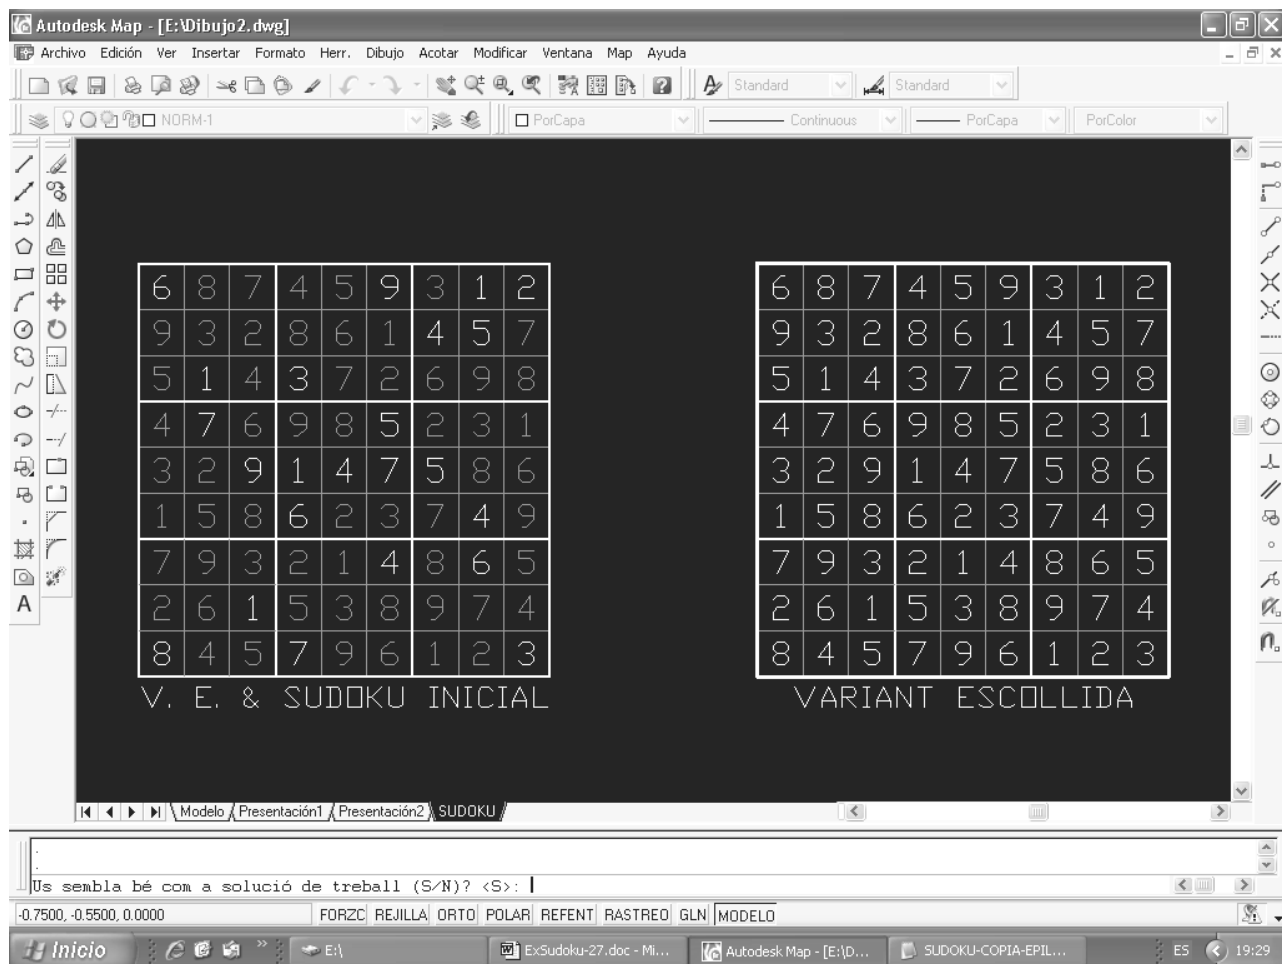 Autodesk Map - [E:\Dibujo2.dwg]
Archivo Edición Ver Insertar Formato Herr. Dibujo Acotar Modificar Ventana Map Ayuda
Standard Standard
NORM-1 PorCapa Continuous PorCapa PorColor
6 8 7 4 5 9 3 1 2
9 3 2 8 6 1 4 5 7
5 1 4 3 7 2 6 9 8
4 7 6 9 8 5 2 3 1
3 2 9 1 4 7 5 8 6
1 5 8 6 2 3 7 4 9
7 9 3 2 1 4 8 6 5
2 6 1 5 3 8 9 7 4
8 4 5 7 9 6 1 2 3
V. E. & SUDOKU INICIAL
6 8 7 4 5 9 3 1 2
9 3 2 8 6 1 4 5 7
5 1 4 3 7 2 6 9 8
4 7 6 9 8 5 2 3 1
3 2 9 1 4 7 5 8 6
1 5 8 6 2 3 7 4 9
7 9 3 2 1 4 8 6 5
2 6 1 5 3 8 9 7 4
8 4 5 7 9 6 1 2 3
VARIANT ESCOLLIDA
Modelo Presentación1 Presentación2 SUDOKU
.
.
Us sembla bé com a solució de treball (S/N)? <S>:
-0.7500, -0.5500, 0.0000 FORZC REJILLA ORTO POLAR REFENT RASTREO GLN MODELO
Inicio » E:\ ExSudoku-27.doc - Mi... Autodesk Map - [E:\D... SUDOKU-COPIA-EPIL... ES 19:29